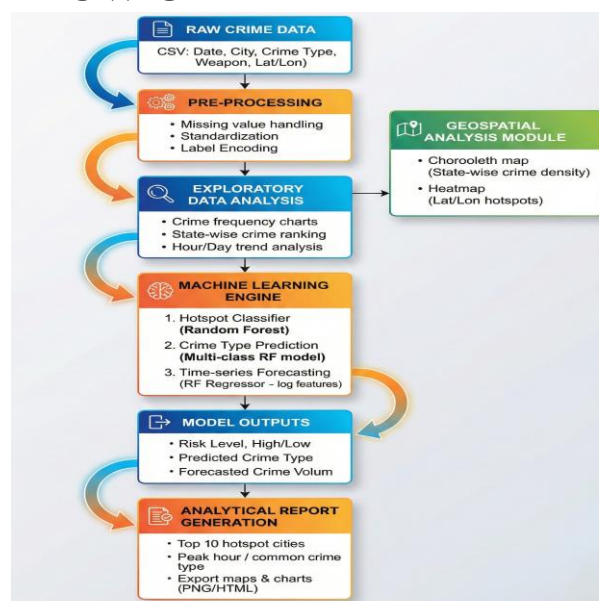 RAW CRIME DATA
CSV: Date, City, Crime Type,
Weapon, Lat/Lon)
PRE-PROCESSING
• Missing value handling
• Standardization
• Label Encoding
GEOSPATIAL
ANALYSIS MODULE
• Chorooleth map
(State-wise crime density)
• Heatmap
(Lat/Lon hotspots)
EXPLORATORY
DATA ANALYSIS
• Crime frequency charts
• State-wise crime ranking
• Hour/Day trend analysis
MACHINE LEARNING
ENGINE
1. Hotspot Classifier
(Random Forest)
2. Crime Type Prediction
(Multi-class RF model)
3. Time-series Forecasting
(RF Regressor – log features)
MODEL OUTPUTS
• Risk Level, High/Low
• Predicted Crime Type
• Forecasted Crime Volum
ANALYTICAL REPORT
GENERATION
• Top 10 hotspot cities
• Peak hour / common crime
type
• Export maps & charts
(PNG/HTML)